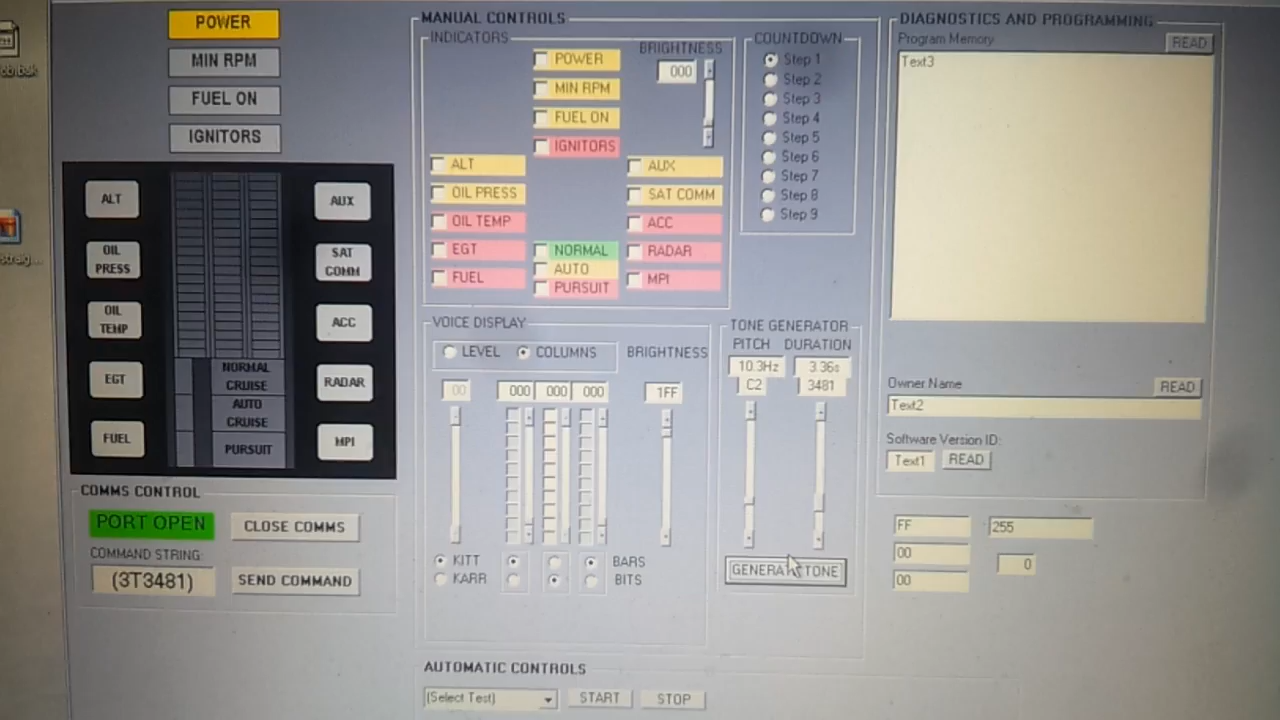 POWER
MIN RPM
FUEL ON
IGNITORS
ALT
OIL
PRESS
OIL
TEMP
EGT
FUEL
AUX
SAT
COMM
ACC
RADAR
MPI
NORMAL
CRUISE
AUTO
CRUISE
PURSUIT
COMMS CONTROL
PORT OPEN
CLOSE COMMS
COMMAND STRING:
(3T3481)
SEND COMMAND
MANUAL CONTROLS
INDICATORS
POWER
MIN RPM
FUEL ON
IGNITORS
BRIGHTNESS
000
ALT
OIL PRESS
OIL TEMP
EGT
FUEL
NORMAL
AUTO
PURSUIT
AUX
SAT COMM
ACC
RADAR
MPI
COUNTDOWN
Step 1
Step 2
Step 3
Step 4
Step 5
Step 6
Step 7
Step 8
Step 9
VOICE DISPLAY
LEVEL COLUMNS
BRIGHTNESS
00 000 000 000 1FF
KITT
KARR
BARS
BITS
TONE GENERATOR
PITCH DURATION
10.3Hz 3.36s
C2 3481
GENERATE TONE
AUTOMATIC CONTROLS
(Select Test) START STOP
DIAGNOSTICS AND PROGRAMMING
Program Memory READ
Text3
Owner Name READ
Text2
Software Version ID:
Text1 READ
FF 255
00 0
00